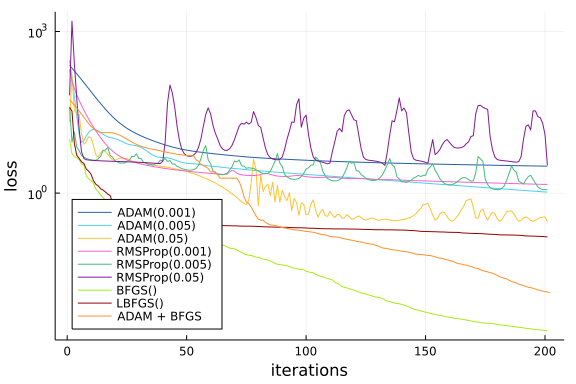 10³
10⁰
loss
ADAM(0.001)
ADAM(0.005)
ADAM(0.05)
RMSProp(0.001)
RMSProp(0.005)
RMSProp(0.05)
BFGS()
LBFGS()
ADAM + BFGS
0 50 100 150 200
iterations